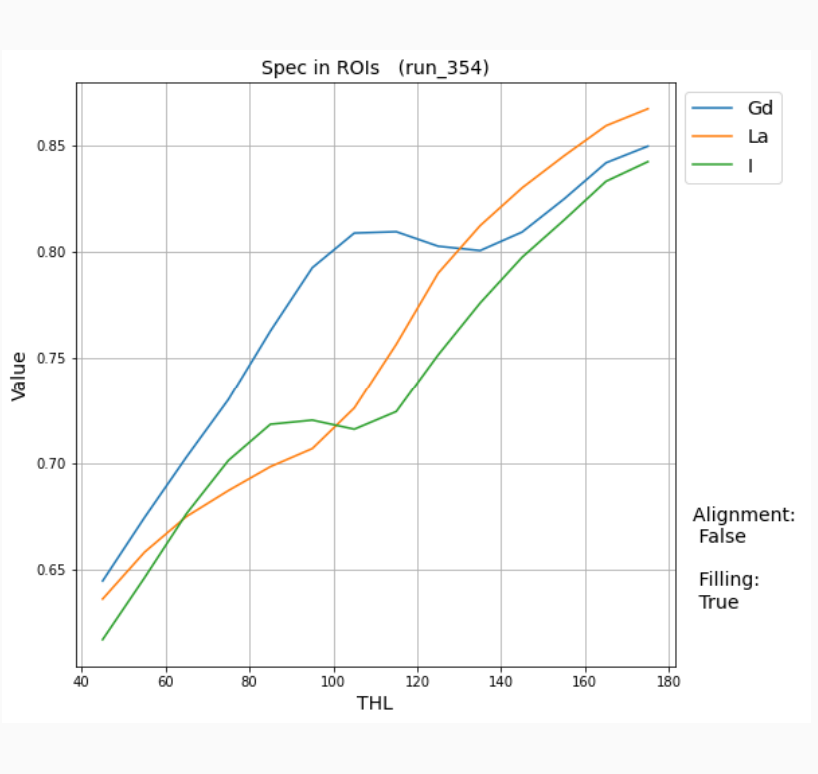 Spec in ROIs (run_354)
Gd
La
I
0.85
0.80
0.75
0.70
0.65
Value
Alignment:
False
Filling:
True
40 60 80 100 120 140 160 180
THL